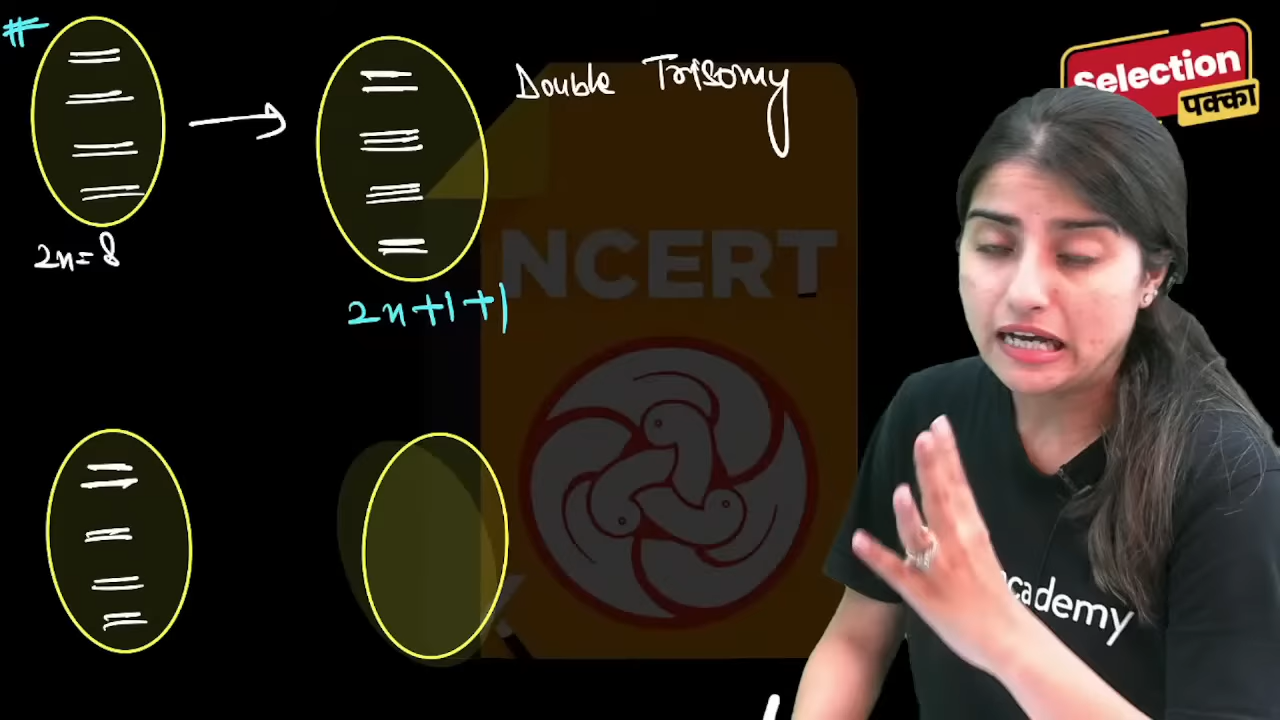 #
Double Trisomy
Selection
पक्का
2n=8
2n+1+1
NCERT
academy